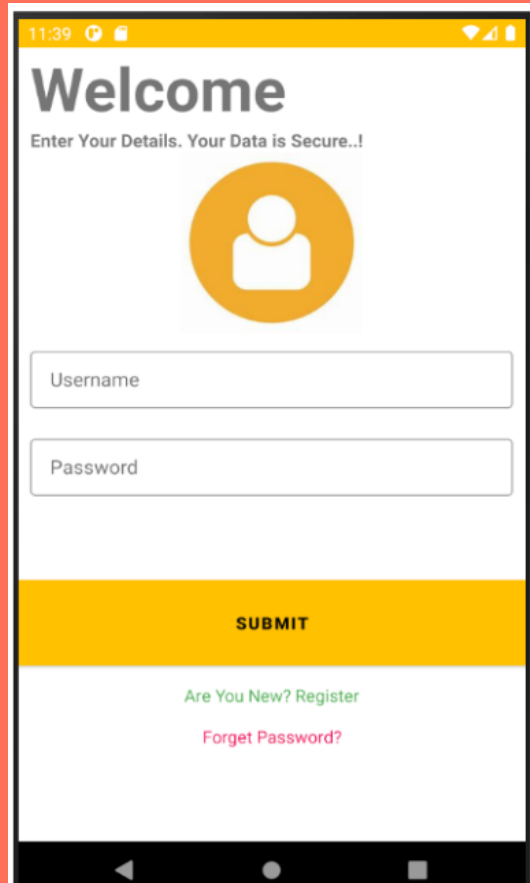 11:39
Welcome
Enter Your Details. Your Data is Secure..!
Username
Password
SUBMIT
Are You New? Register
Forget Password?